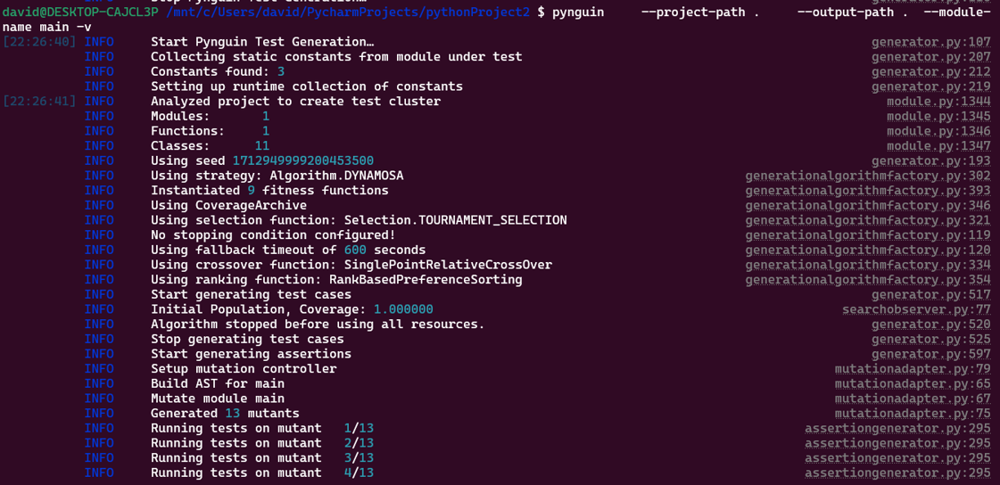 david@DESKTOP-CAJCL3P /mnt/c/Users/david/PycharmProjects/pythonProject2 $ pynguin    --project-path .     --output-path .  --module-
name main -v
[22:26:40] INFO     Start Pynguin Test Generation… generator.py:107
INFO     Collecting static constants from module under test generator.py:207
INFO     Constants found: 3 generator.py:212
INFO     Setting up runtime collection of constants generator.py:219
[22:26:41] INFO     Analyzed project to create test cluster module.py:1344
INFO     Modules:       1 module.py:1345
INFO     Functions:     1 module.py:1346
INFO     Classes:      11 module.py:1347
INFO     Using seed 1712949999200453500 generator.py:193
INFO     Using strategy: Algorithm.DYNAMOSA generationalgorithmfactory.py:302
INFO     Instantiated 9 fitness functions generationalgorithmfactory.py:393
INFO     Using CoverageArchive generationalgorithmfactory.py:346
INFO     Using selection function: Selection.TOURNAMENT_SELECTION generationalgorithmfactory.py:321
INFO     No stopping condition configured! generationalgorithmfactory.py:119
INFO     Using fallback timeout of 600 seconds generationalgorithmfactory.py:120
INFO     Using crossover function: SinglePointRelativeCrossOver generationalgorithmfactory.py:334
INFO     Using ranking function: RankBasedPreferenceSorting generationalgorithmfactory.py:354
INFO     Start generating test cases generator.py:517
INFO     Initial Population, Coverage: 1.000000 searchobserver.py:77
INFO     Algorithm stopped before using all resources. generator.py:520
INFO     Stop generating test cases generator.py:525
INFO     Start generating assertions generator.py:597
INFO     Setup mutation controller mutationadapter.py:79
INFO     Build AST for main mutationadapter.py:65
INFO     Mutate module main mutationadapter.py:67
INFO     Generated 13 mutants mutationadapter.py:75
INFO     Running tests on mutant   1/13 assertiongenerator.py:295
INFO     Running tests on mutant   2/13 assertiongenerator.py:295
INFO     Running tests on mutant   3/13 assertiongenerator.py:295
INFO     Running tests on mutant   4/13 assertiongenerator.py:295